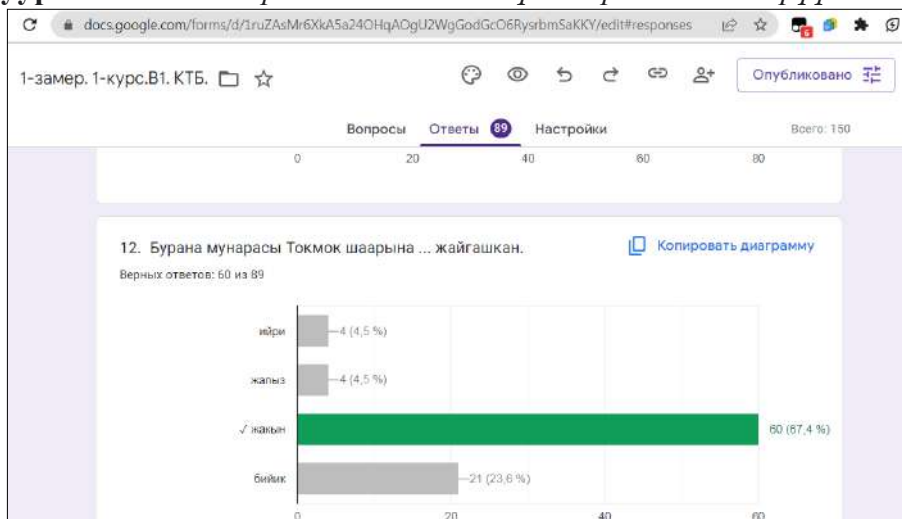 docs.google.com/forms/d/1ruZAsMr6XkA5a24OHqAOgU2WgGodGcO6RysrbmSaKKY/edit#responses
5
1-замер. 1-курс.В1. КТБ.
Опубликовано
Вопросы Ответы 89 Настройки Всего: 150
0 20 40 60 80
12. Бурана мунарасы Токмок шаарына ... жайгашкан. Копировать диаграмму
Верных ответов: 60 из 89
ийри 4 (4,5 %)
жапыз 4 (4,5 %)
✓ жакын 60 (67,4 %)
бийик 21 (23,6 %)
0 20 40 60